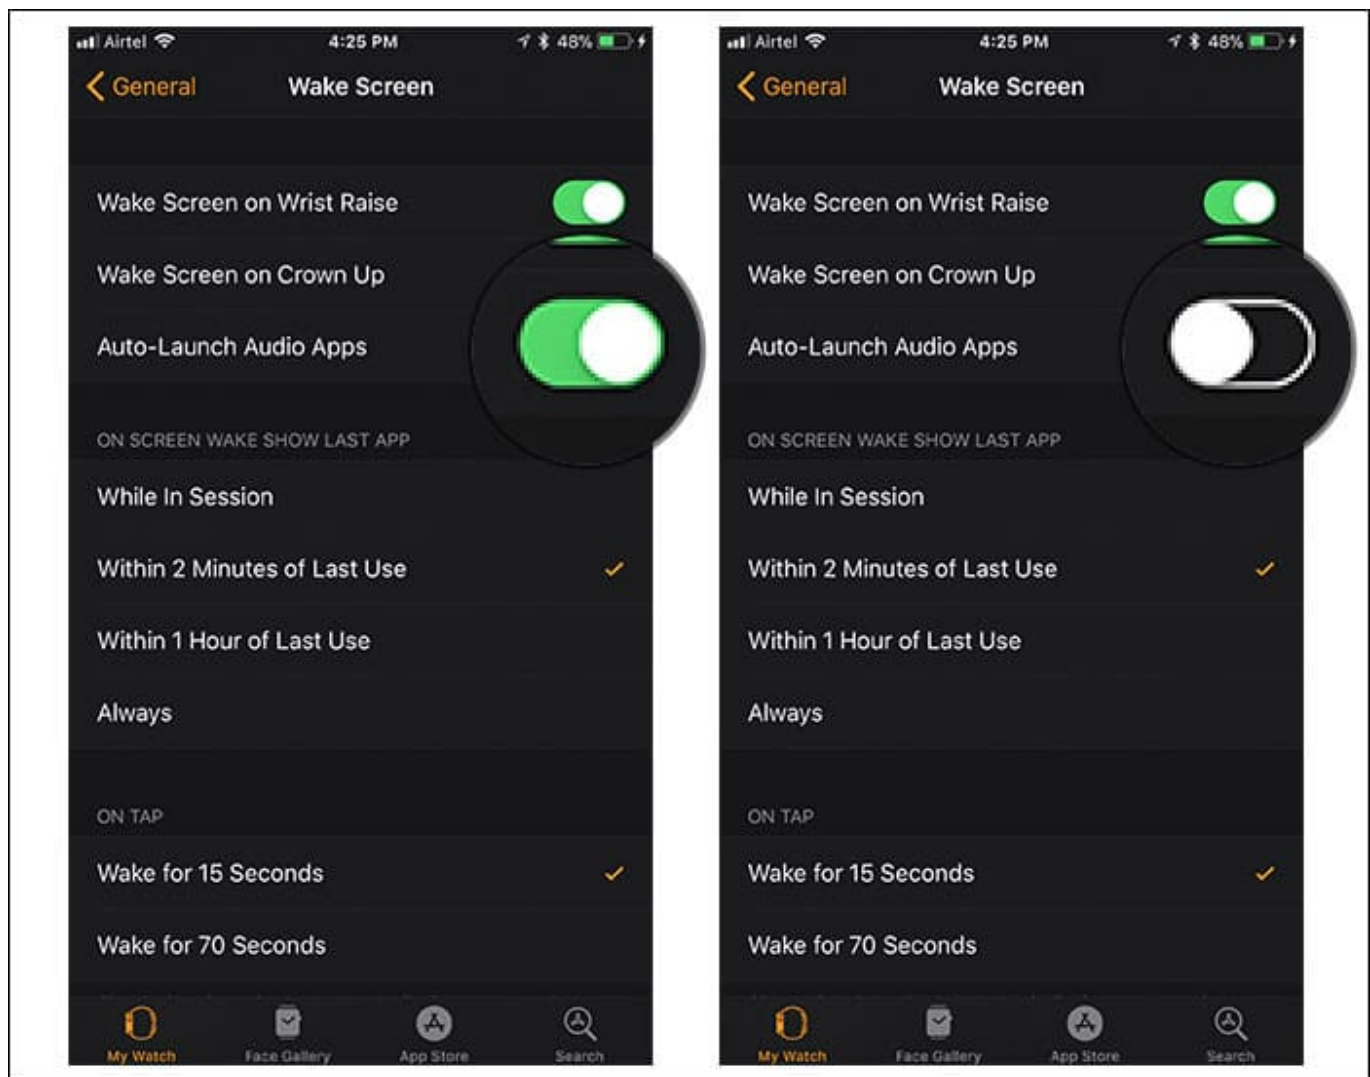 Airtel 4:25 PM 48%
General Wake Screen
Wake Screen on Wrist Raise
Wake Screen on Crown Up
Auto-Launch Audio Apps
ON SCREEN WAKE SHOW LAST APP
While In Session
Within 2 Minutes of Last Use
Within 1 Hour of Last Use
Always
ON TAP
Wake for 15 Seconds
Wake for 70 Seconds
My Watch Face Gallery App Store Search
Airtel 4:25 PM 48%
General Wake Screen
Wake Screen on Wrist Raise
Wake Screen on Crown Up
Auto-Launch Audio Apps
ON SCREEN WAKE SHOW LAST APP
While In Session
Within 2 Minutes of Last Use
Within 1 Hour of Last Use
Always
ON TAP
Wake for 15 Seconds
Wake for 70 Seconds
My Watch Face Gallery App Store Search